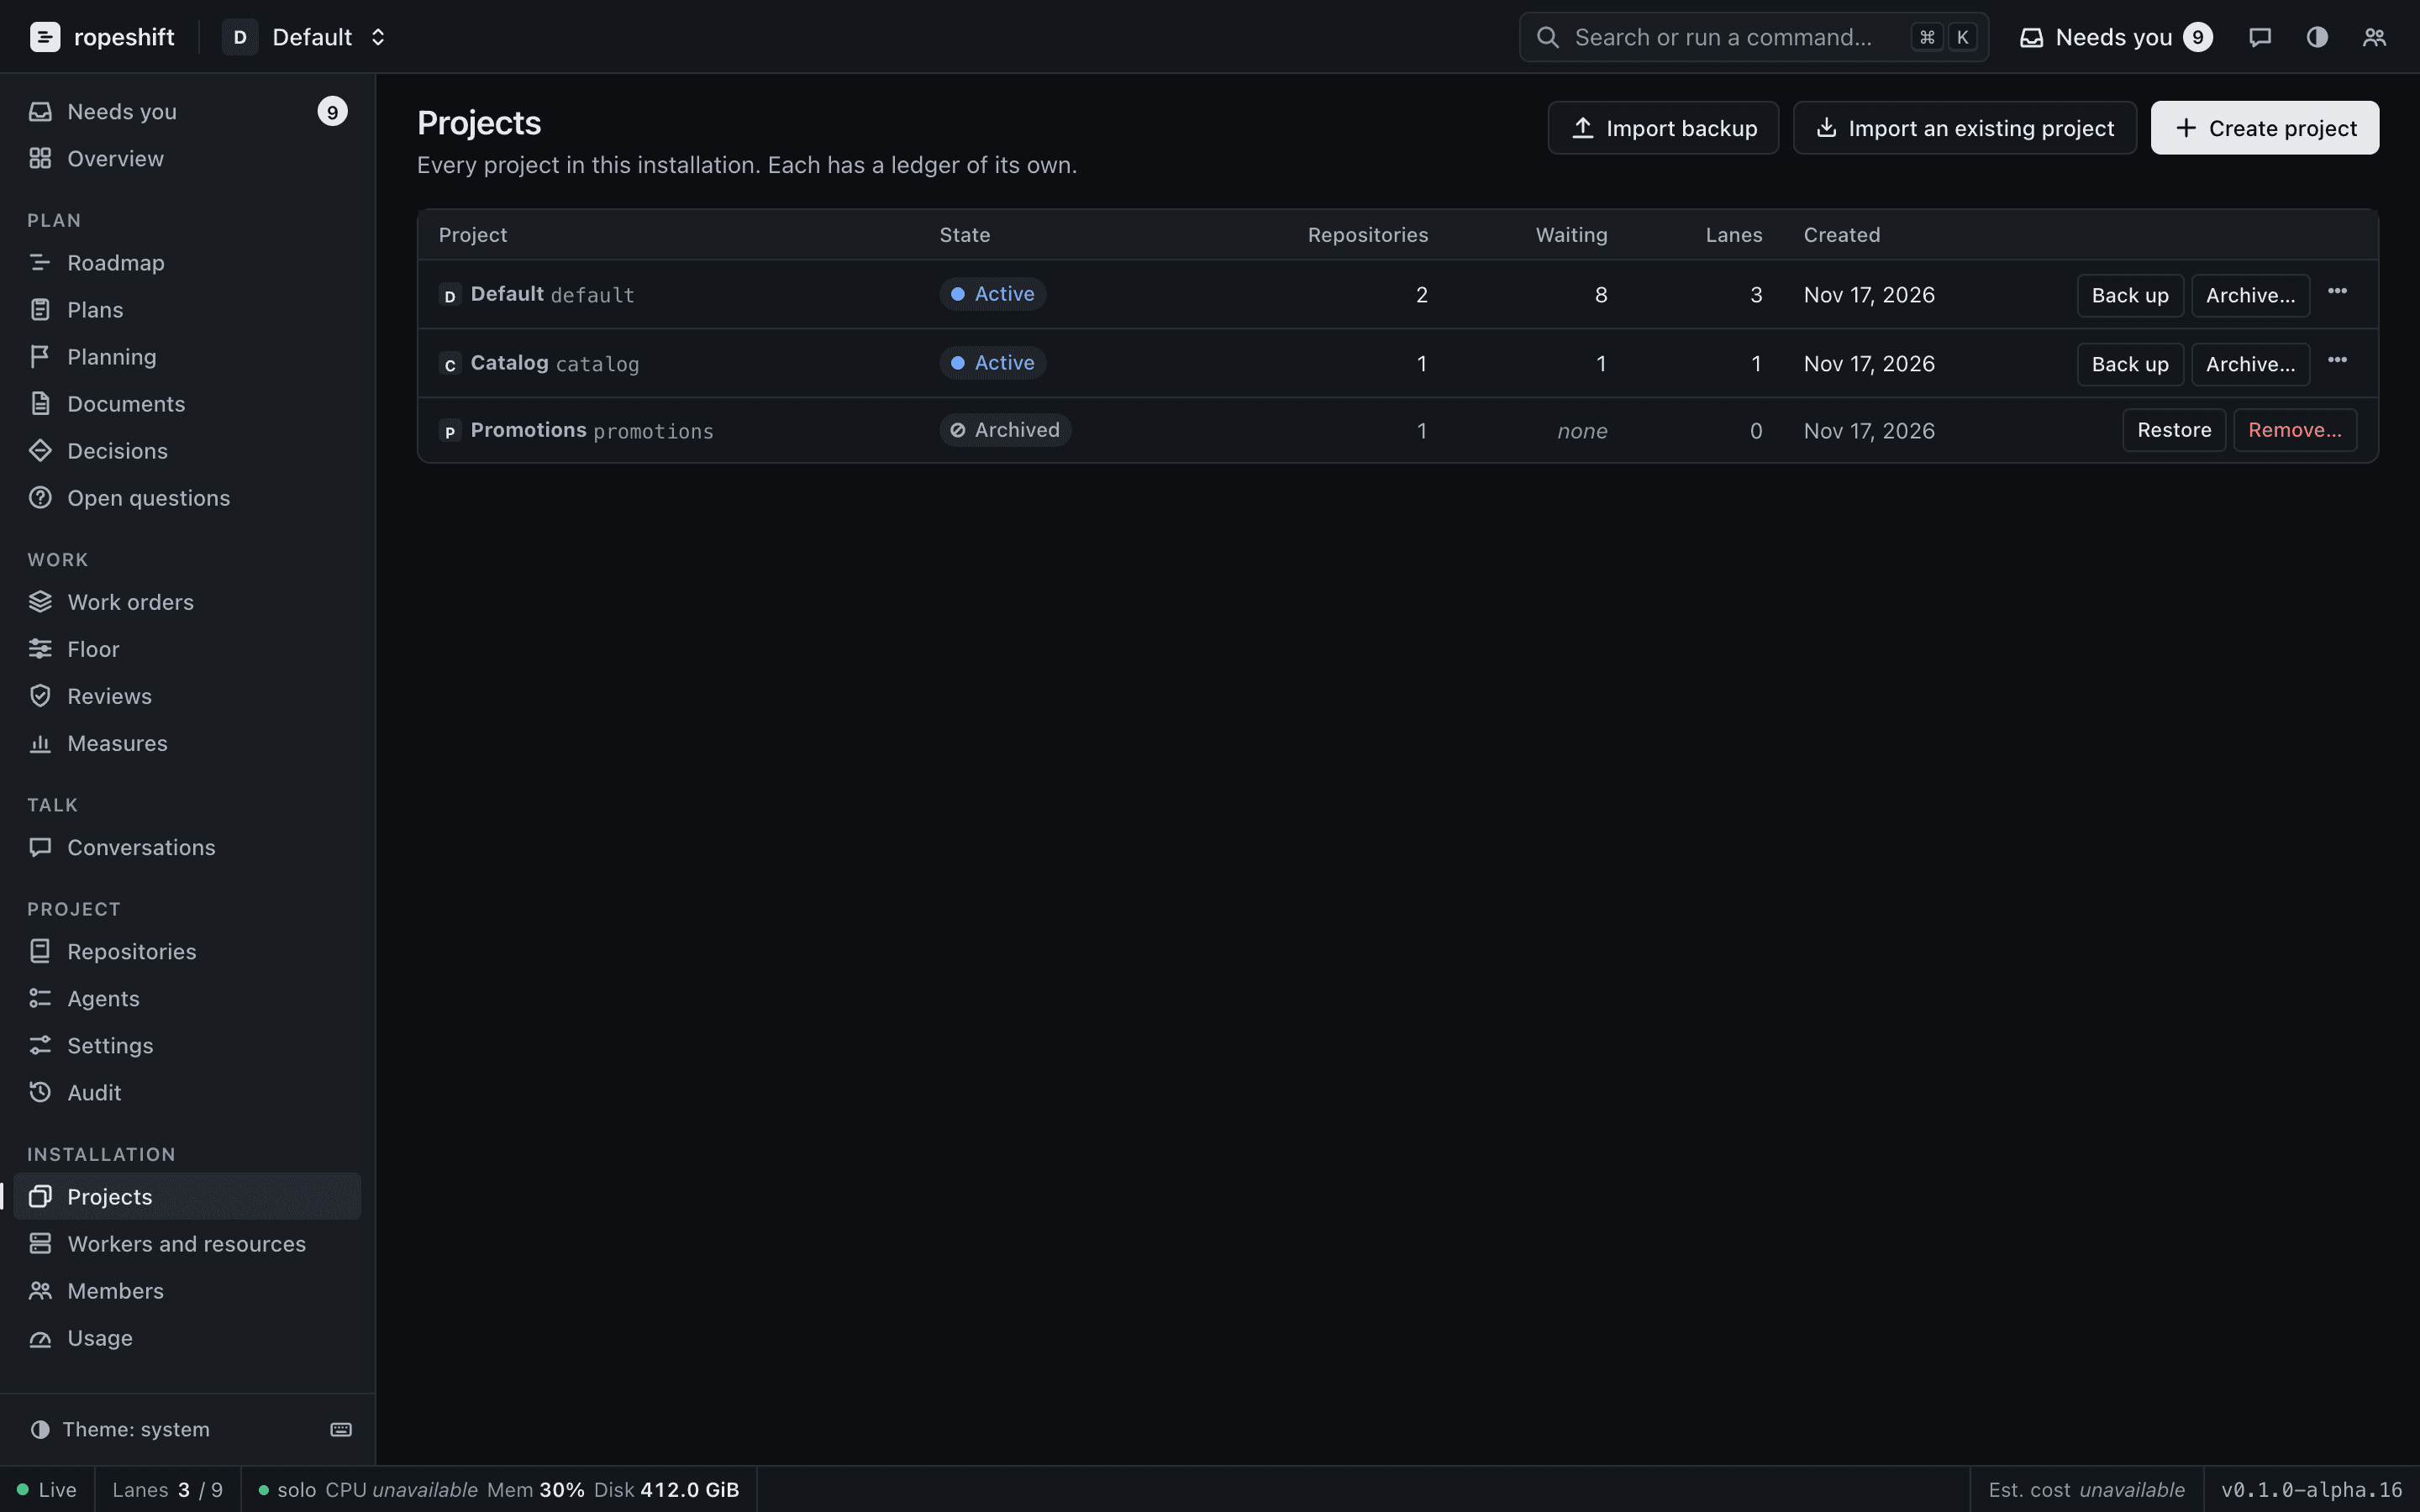 ropeshift D Default Search or run a command... ⌘ K Needs you 9
Needs you 9
Overview
PLAN
Roadmap
Plans
Planning
Documents
Decisions
Open questions
WORK
Work orders
Floor
Reviews
Measures
TALK
Conversations
PROJECT
Repositories
Agents
Settings
Audit
INSTALLATION
Projects
Workers and resources
Members
Usage
Theme: system
Projects
Every project in this installation. Each has a ledger of its own.
Import backup Import an existing project + Create project
Project State Repositories Waiting Lanes Created
D Default default Active 2 8 3 Nov 17, 2026 Back up Archive... •••
C Catalog catalog Active 1 1 1 Nov 17, 2026 Back up Archive... •••
P Promotions promotions Archived 1 none 0 Nov 17, 2026 Restore Remove...
Live Lanes 3 / 9 solo CPU unavailable Mem 30% Disk 412.0 GiB Est. cost unavailable v0.1.0-alpha.16